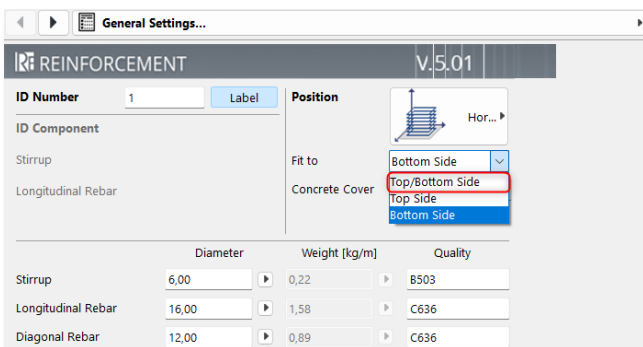 General Settings...
REINFORCEMENT V.5.01
ID Number 1 Label Position
Hor...
ID Component
Stirrup Fit to Bottom Side
Top/Bottom Side
Longitudinal Rebar Concrete Cover
Top Side
Bottom Side
Diameter Weight [kg/m] Quality
Stirrup 6,00 0,22 B503
Longitudinal Rebar 16,00 1,58 C636
Diagonal Rebar 12,00 0,89 C636